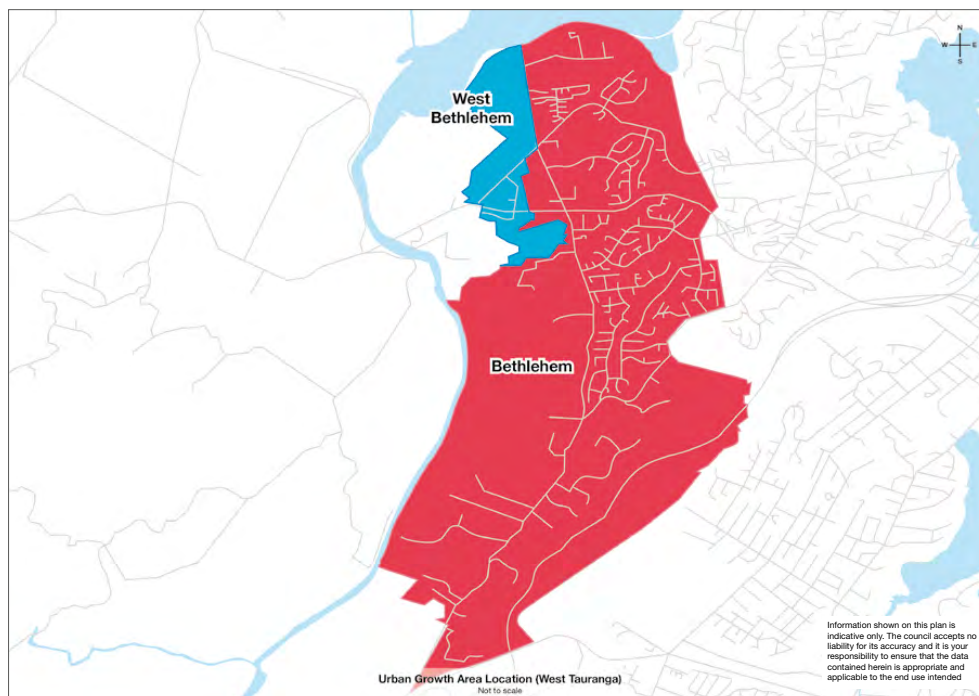 N
W E
S
West
Bethlehem
Bethlehem
Information shown on this plan is
indicative only. The council accepts no
liability for its accuracy and it is your
responsibility to ensure that the data
contained herein is appropriate and
applicable to the end use intended
Urban Growth Area Location (West Tauranga)
Not to scale